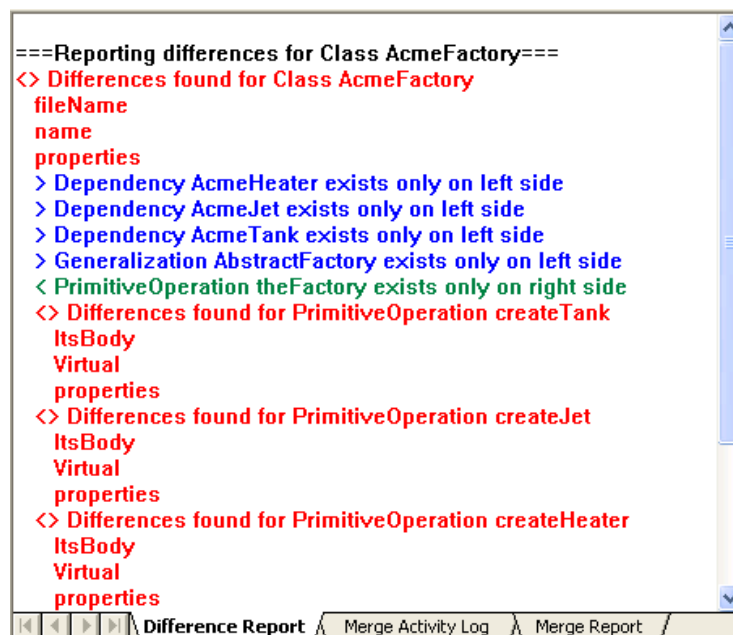 ===Reporting differences for Class AcmeFactory===
<> Differences found for Class AcmeFactory
fileName
name
properties
> Dependency AcmeHeater exists only on left side
> Dependency AcmeJet exists only on left side
> Dependency AcmeTank exists only on left side
> Generalization AbstractFactory exists only on left side
< PrimitiveOperation theFactory exists only on right side
<> Differences found for PrimitiveOperation createTank
ItsBody
Virtual
properties
<> Differences found for PrimitiveOperation createJet
ItsBody
Virtual
properties
<> Differences found for PrimitiveOperation createHeater
ItsBody
Virtual
properties
Difference Report Merge Activity Log Merge Report